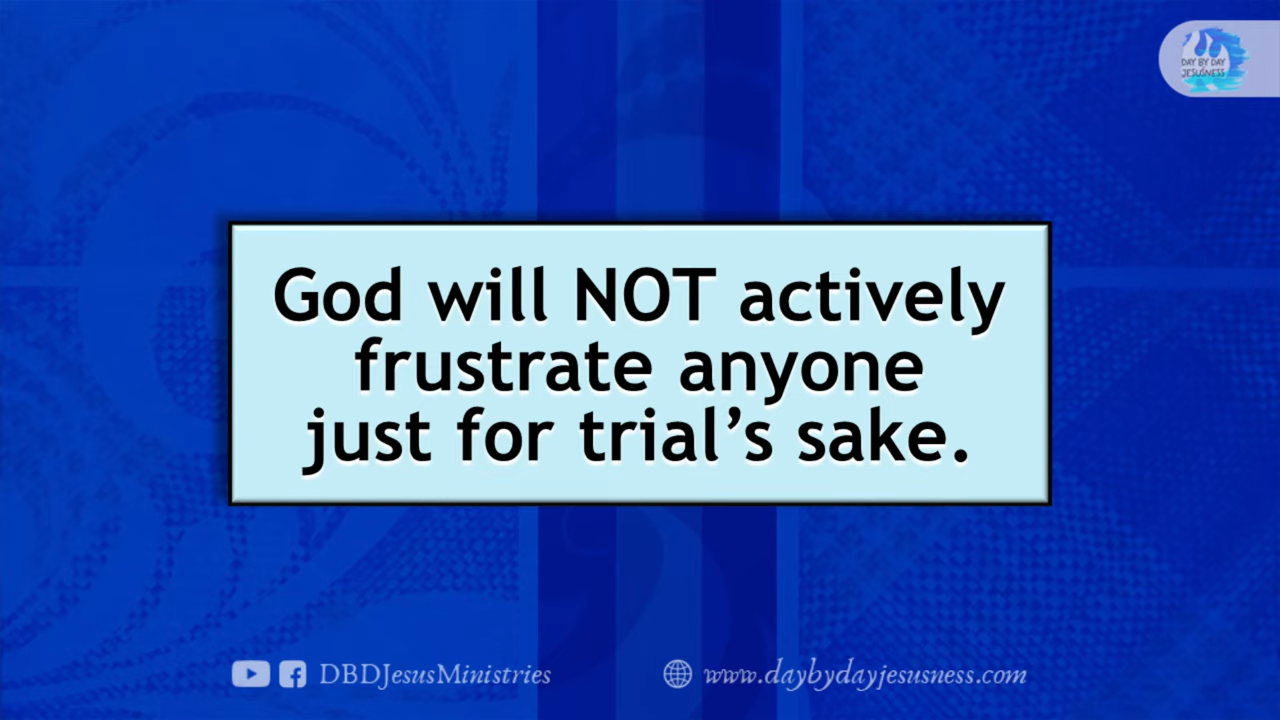 DAY BY DAY
JESUSNESS
God will NOT actively
frustrate anyone
just for trial’s sake.
DBDJesusMinistries
www.daybydayjesusness.com